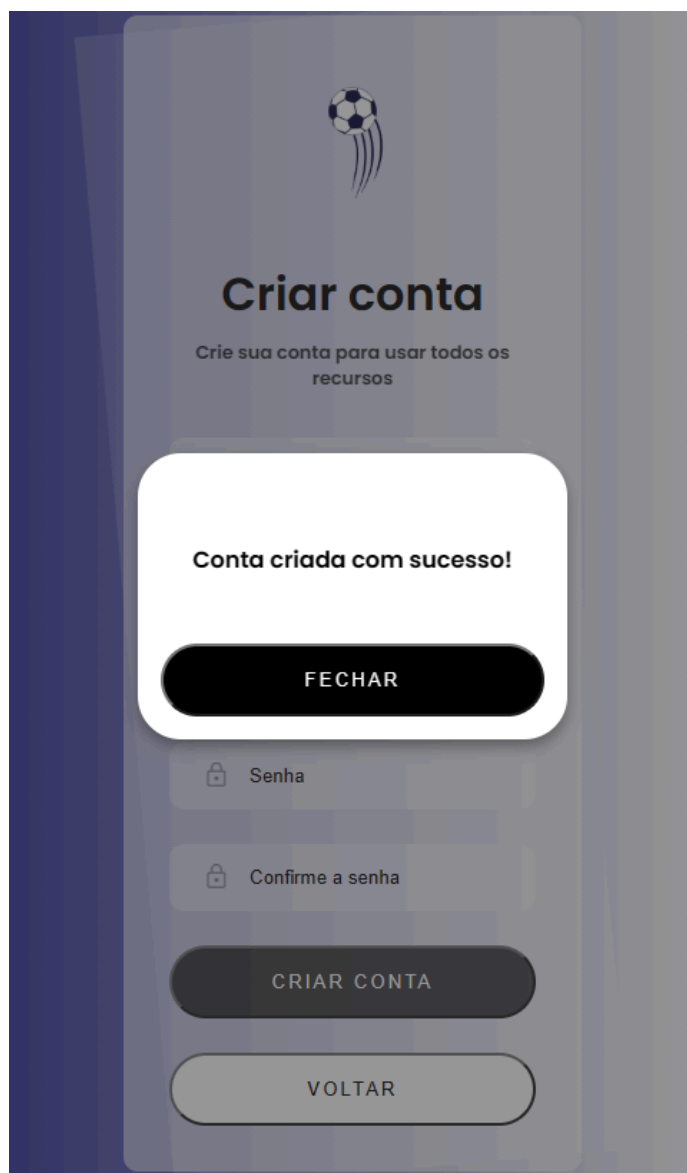 Criar conta
Crie sua conta para usar todos os
recursos
Conta criada com sucesso!
FECHAR
Senha
Confirme a senha
CRIAR CONTA
VOLTAR